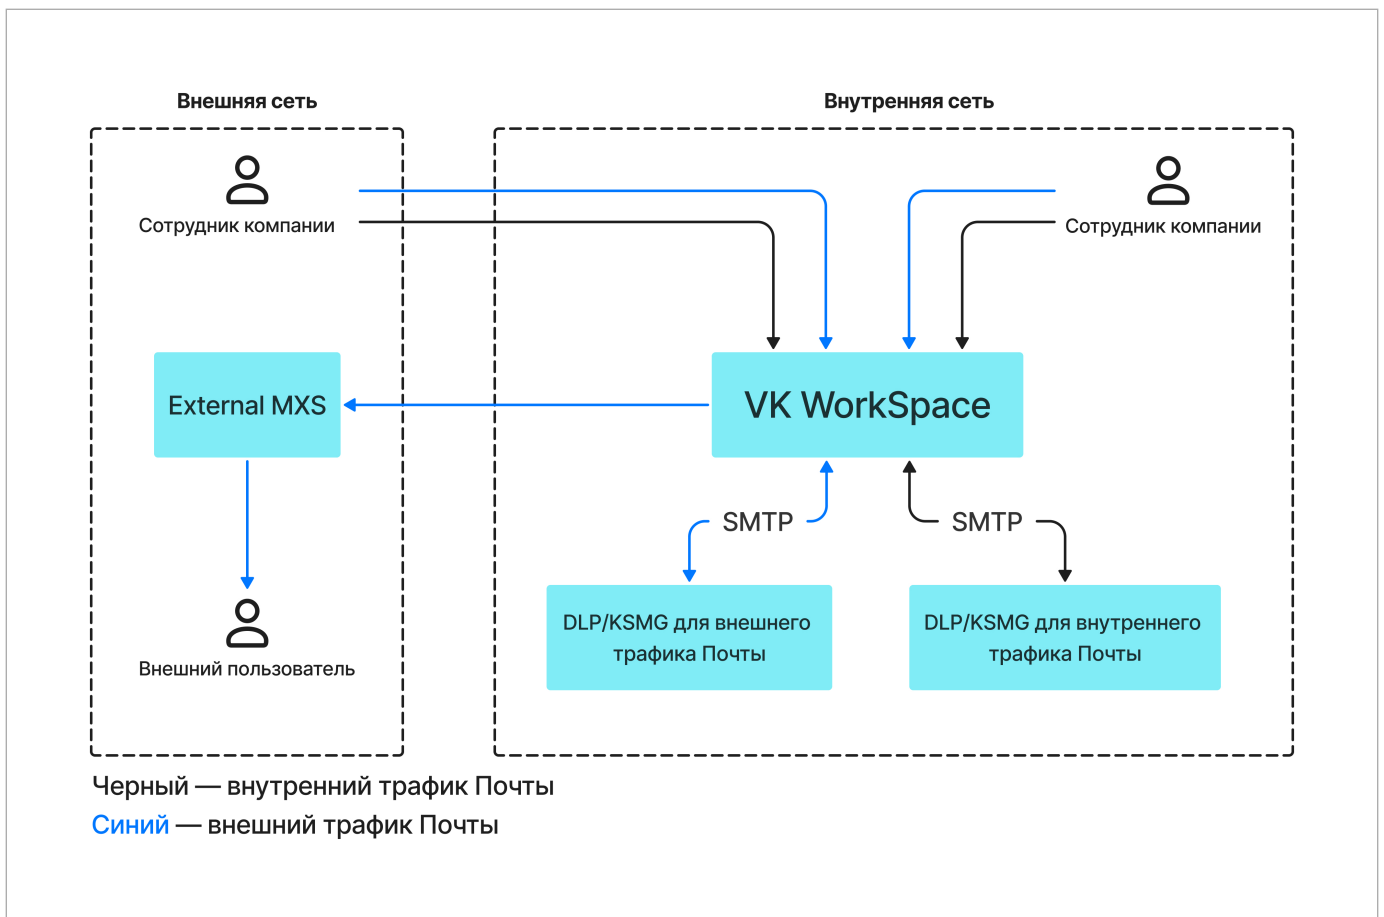 Внешняя сеть
Внутренняя сеть
Сотрудник компании
Сотрудник компании
External MXS
VK WorkSpace
SMTP
SMTP
DLP/KSMG для внешнего
трафика Почты
DLP/KSMG для внутреннего
трафика Почты
Внешний пользователь
Черный — внутренний трафик Почты
Синий — внешний трафик Почты